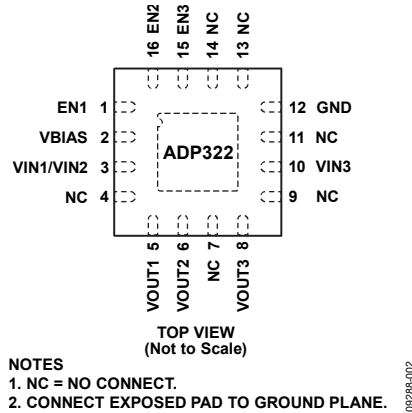 16 EN2
15 EN3
14 NC
13 NC
EN1 1
VBIAS 2
VIN1/VIN2 3
NC 4
ADP322
12 GND
11 NC
10 VIN3
9 NC
VOUT1 5
VOUT2 6
NC 7
VOUT3 8
TOP VIEW
(Not to Scale)
NOTES
1. NC = NO CONNECT.
2. CONNECT EXPOSED PAD TO GROUND PLANE.
09288-002